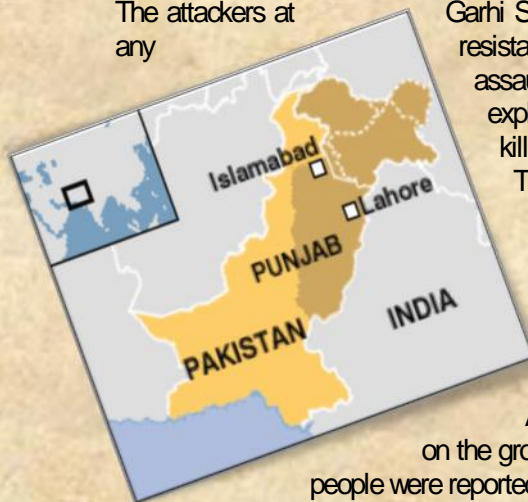 The attackers at
any
Garhi S
resista
assau
exp
kill
T
Islamabad
Lahore
PUNJAB
INDIA
PAKISTAN
on the gro
people were reported